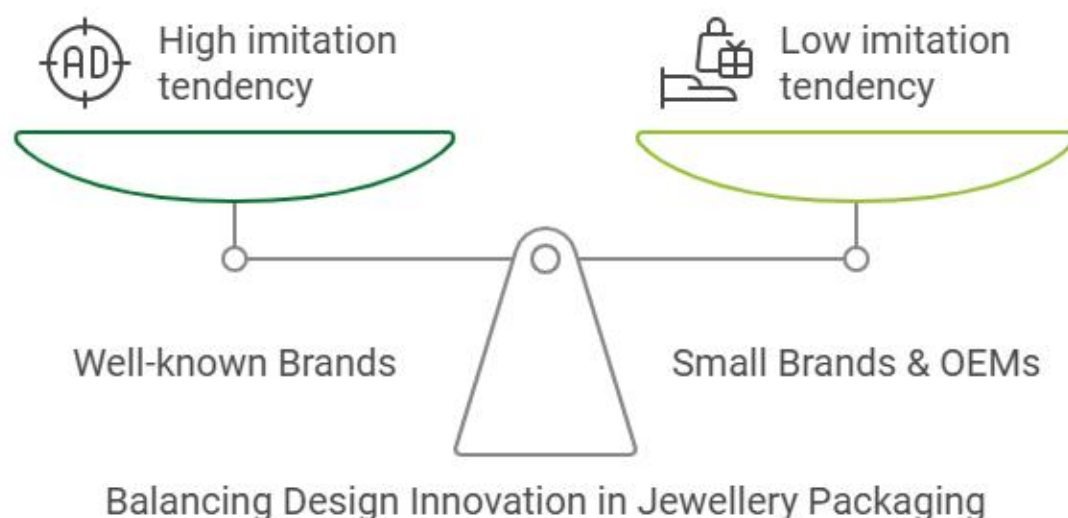 AD
High imitation
tendency
Low imitation
tendency
Well-known Brands
Small Brands & OEMs
Balancing Design Innovation in Jewellery Packaging